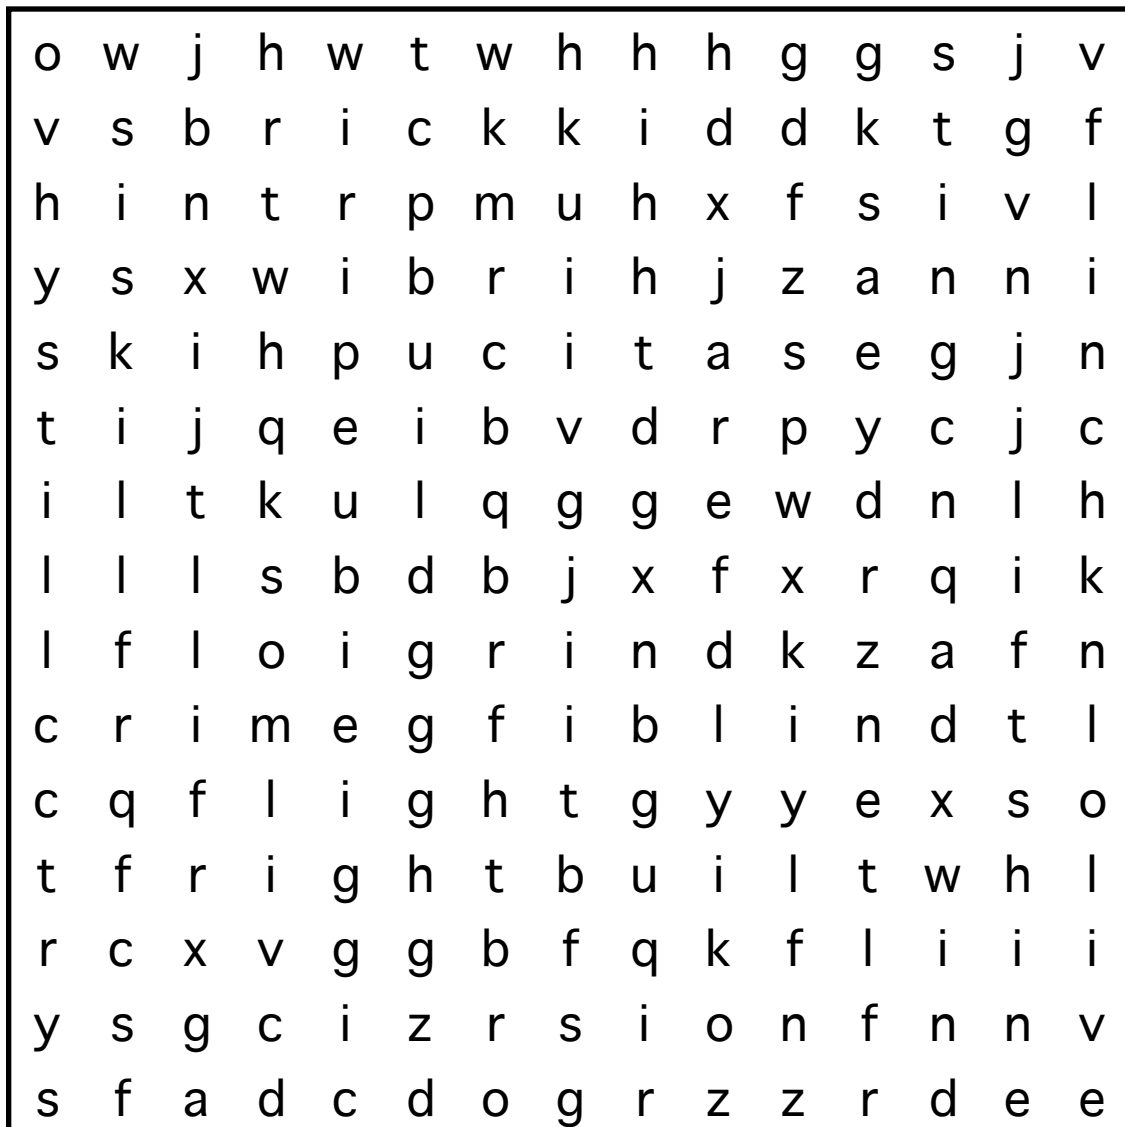 o w j h w t w h h h g g s j v
v s b r i c k k i d d k t g f
h i n t r p m u h x f s i v l
y s x w i b r i h j z a n n i
s k i h p u c i t a s e g j n
t i j q e i b v d r p y c j c
i l t k u l q g g e w d n l h
l l l s b d b j x f x r q i k
l f l o i g r i n d k z a f n
c r i m e g f i b l i n d t l
c q f l i g h t g y y e x s o
t f r i g h t b u i l t w h l
r c x v g g b f q k f l i i i
y s g c i z r s i o n f n n v
s f a d c d o g r z z r d e e